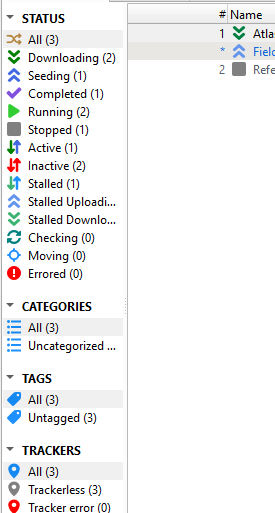 STATUS
All (3)
Downloading (2)
Seeding (1)
Completed (1)
Running (2)
Stopped (1)
Active (1)
Inactive (2)
Stalled (1)
Stalled Uploadi...
Stalled Downlo...
Checking (0)
Moving (0)
Errored (0)
CATEGORIES
All (3)
Uncategorized ...
TAGS
All (3)
Untagged (3)
TRACKERS
All (3)
Trackerless (3)
Tracker error (0)
# Name
1 Atla
* Field
2 Refe